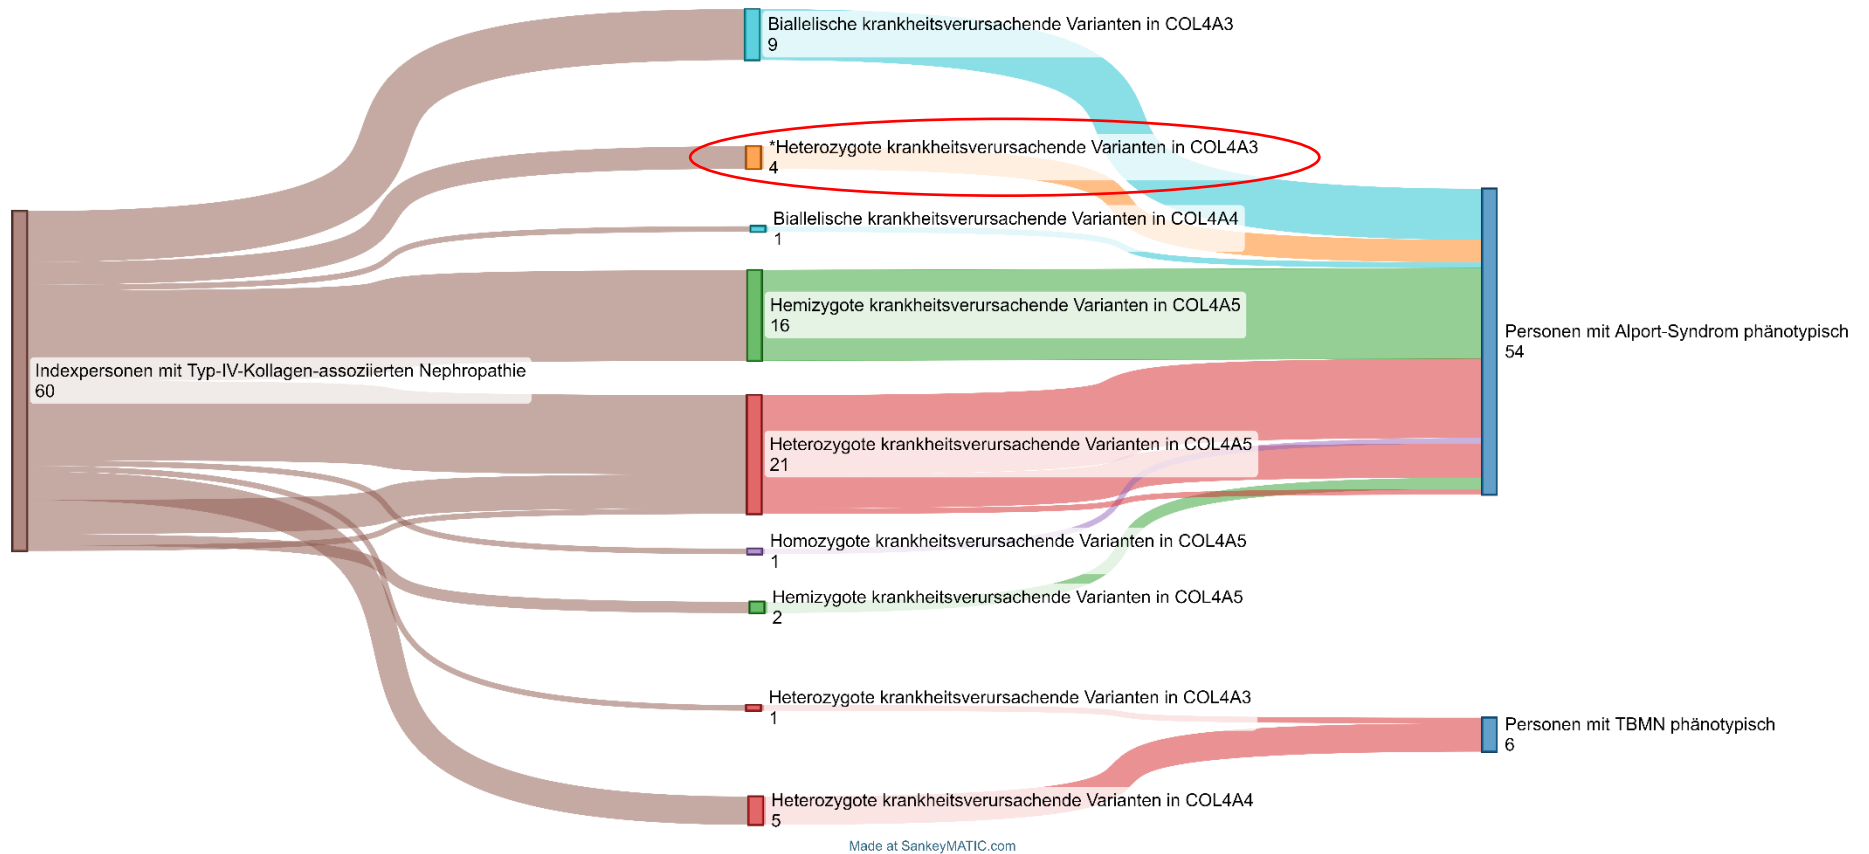 Biallelische krankheitsverursachende Varianten in COL4A3
9
*Heterozygote krankheitsverursachende Varianten in COL4A3
4
Biallelische krankheitsverursachende Varianten in COL4A4
1
Hemizygote krankheitsverursachende Varianten in COL4A5
16
Personen mit Alport-Syndrom phänotypisch
54
Indexpersonen mit Typ-IV-Kollagen-assoziierten Nephropathie
60
Heterozygote krankheitsverursachende Varianten in COL4A5
21
Homozygote krankheitsverursachende Varianten in COL4A5
1
Hemizygote krankheitsverursachende Varianten in COL4A5
2
Heterozygote krankheitsverursachende Varianten in COL4A3
1
Personen mit TBMN phänotypisch
6
Heterozygote krankheitsverursachende Varianten in COL4A4
5
Made at SankeyMATIC.com